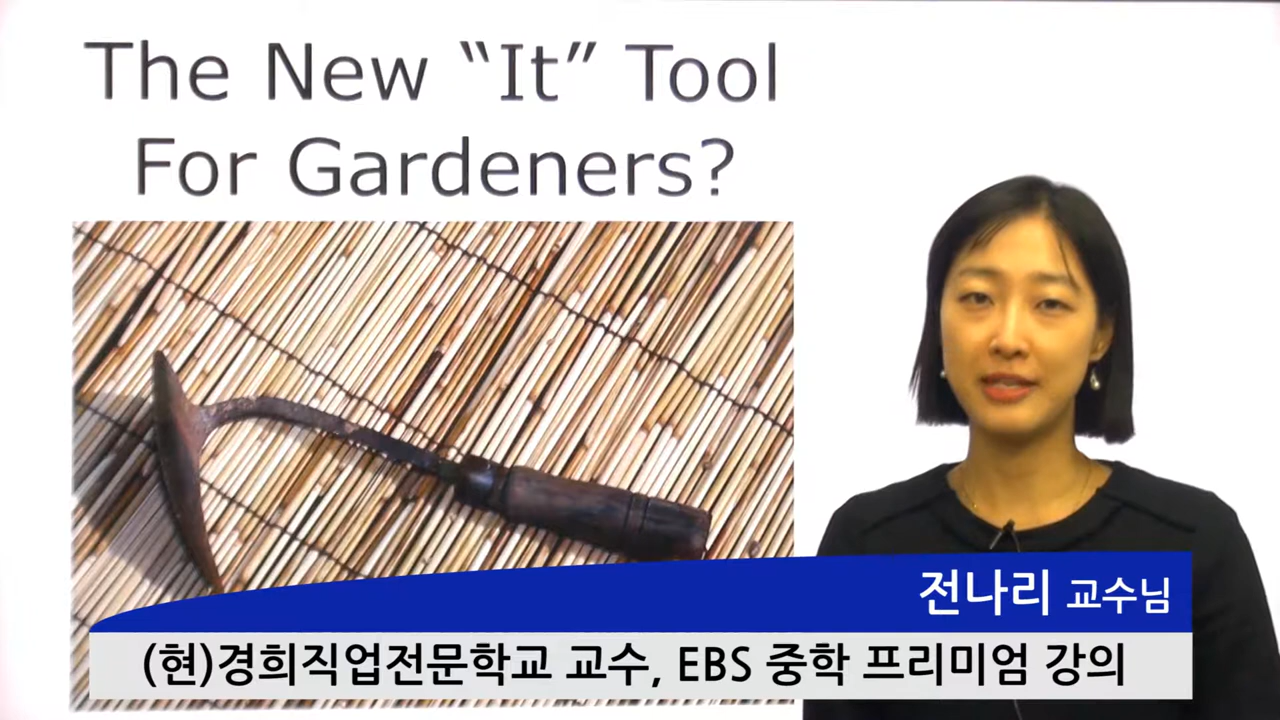 The New “It” Tool
For Gardeners?
전나리 교수님
(현)경희직업전문학교 교수, EBS 중학 프리미엄 강의